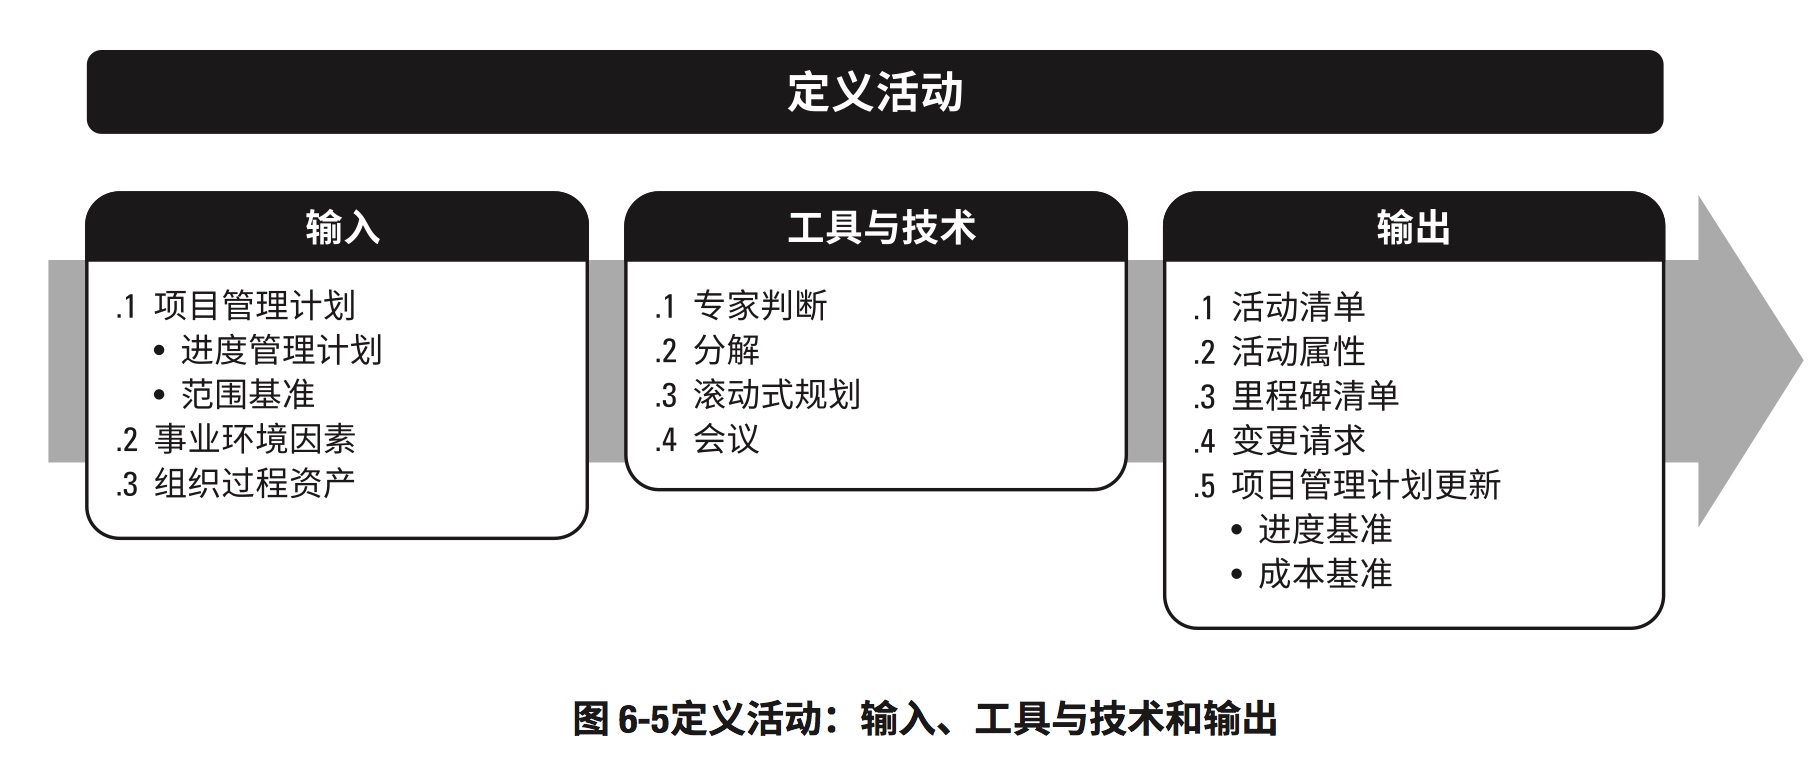 定义活动
输入
.1 项目管理计划
• 进度管理计划
• 范围基准
.2 事业环境因素
.3 组织过程资产
工具与技术
.1 专家判断
.2 分解
.3 滚动式规划
.4 会议
输出
.1 活动清单
.2 活动属性
.3 里程碑清单
.4 变更请求
.5 项目管理计划更新
• 进度基准
• 成本基准
图 6-5定义活动：输入、工具与技术和输出